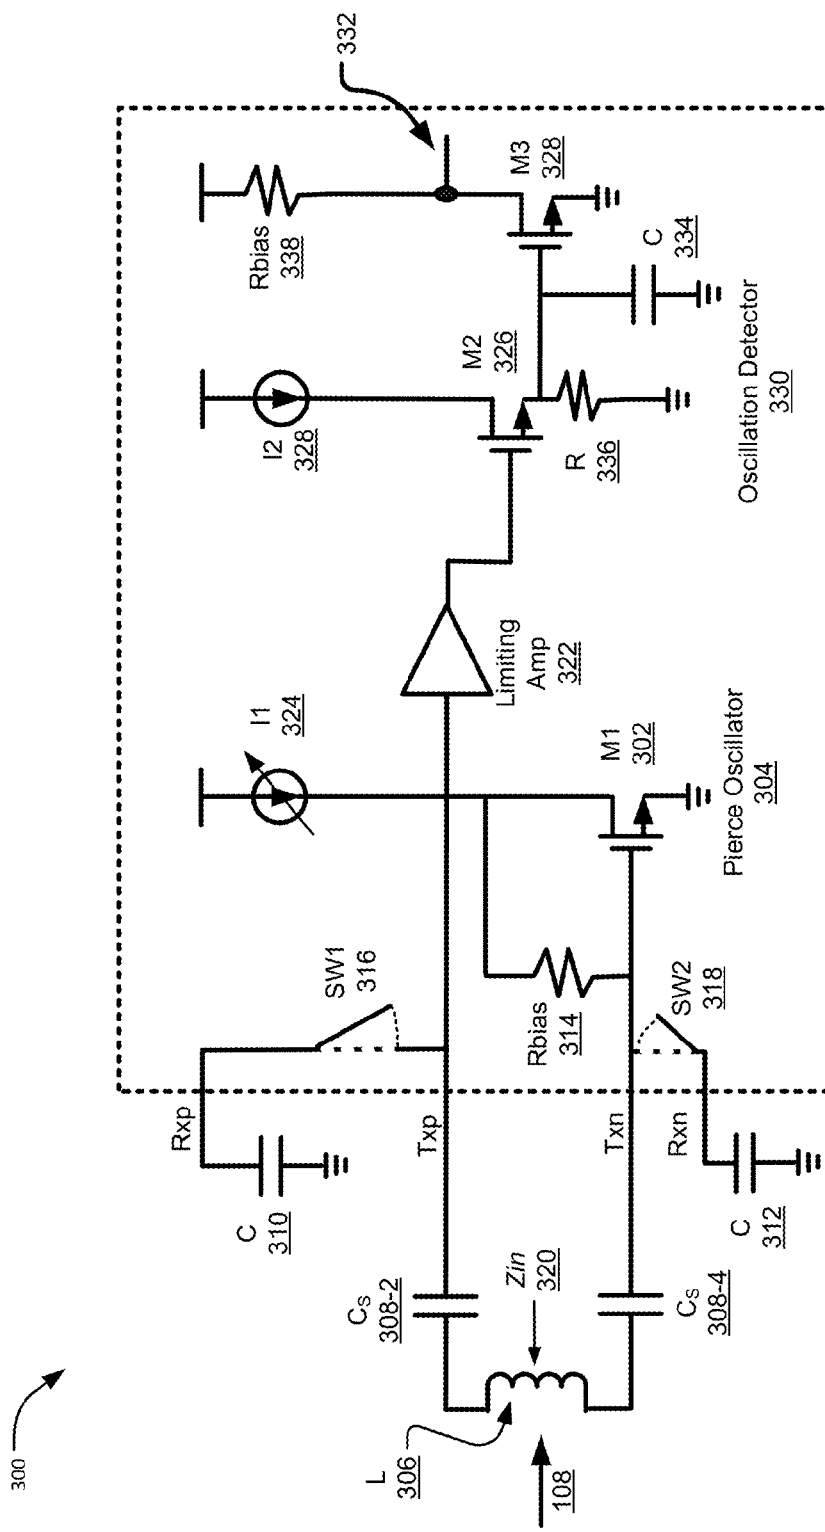 300
L
306
108
Zin
320
Cs
308-2
Cs
308-4
C
310
C
312
Rxp
Txp
Txn
Rxn
SW1
316
Rbias
314
SW2
318
I1
324
M1
302
Pierce Oscillator
304
Limiting
Amp
322
I2
328
M2
326
R
336
Rbias
338
M3
328
C
334
Oscillation Detector
330
332